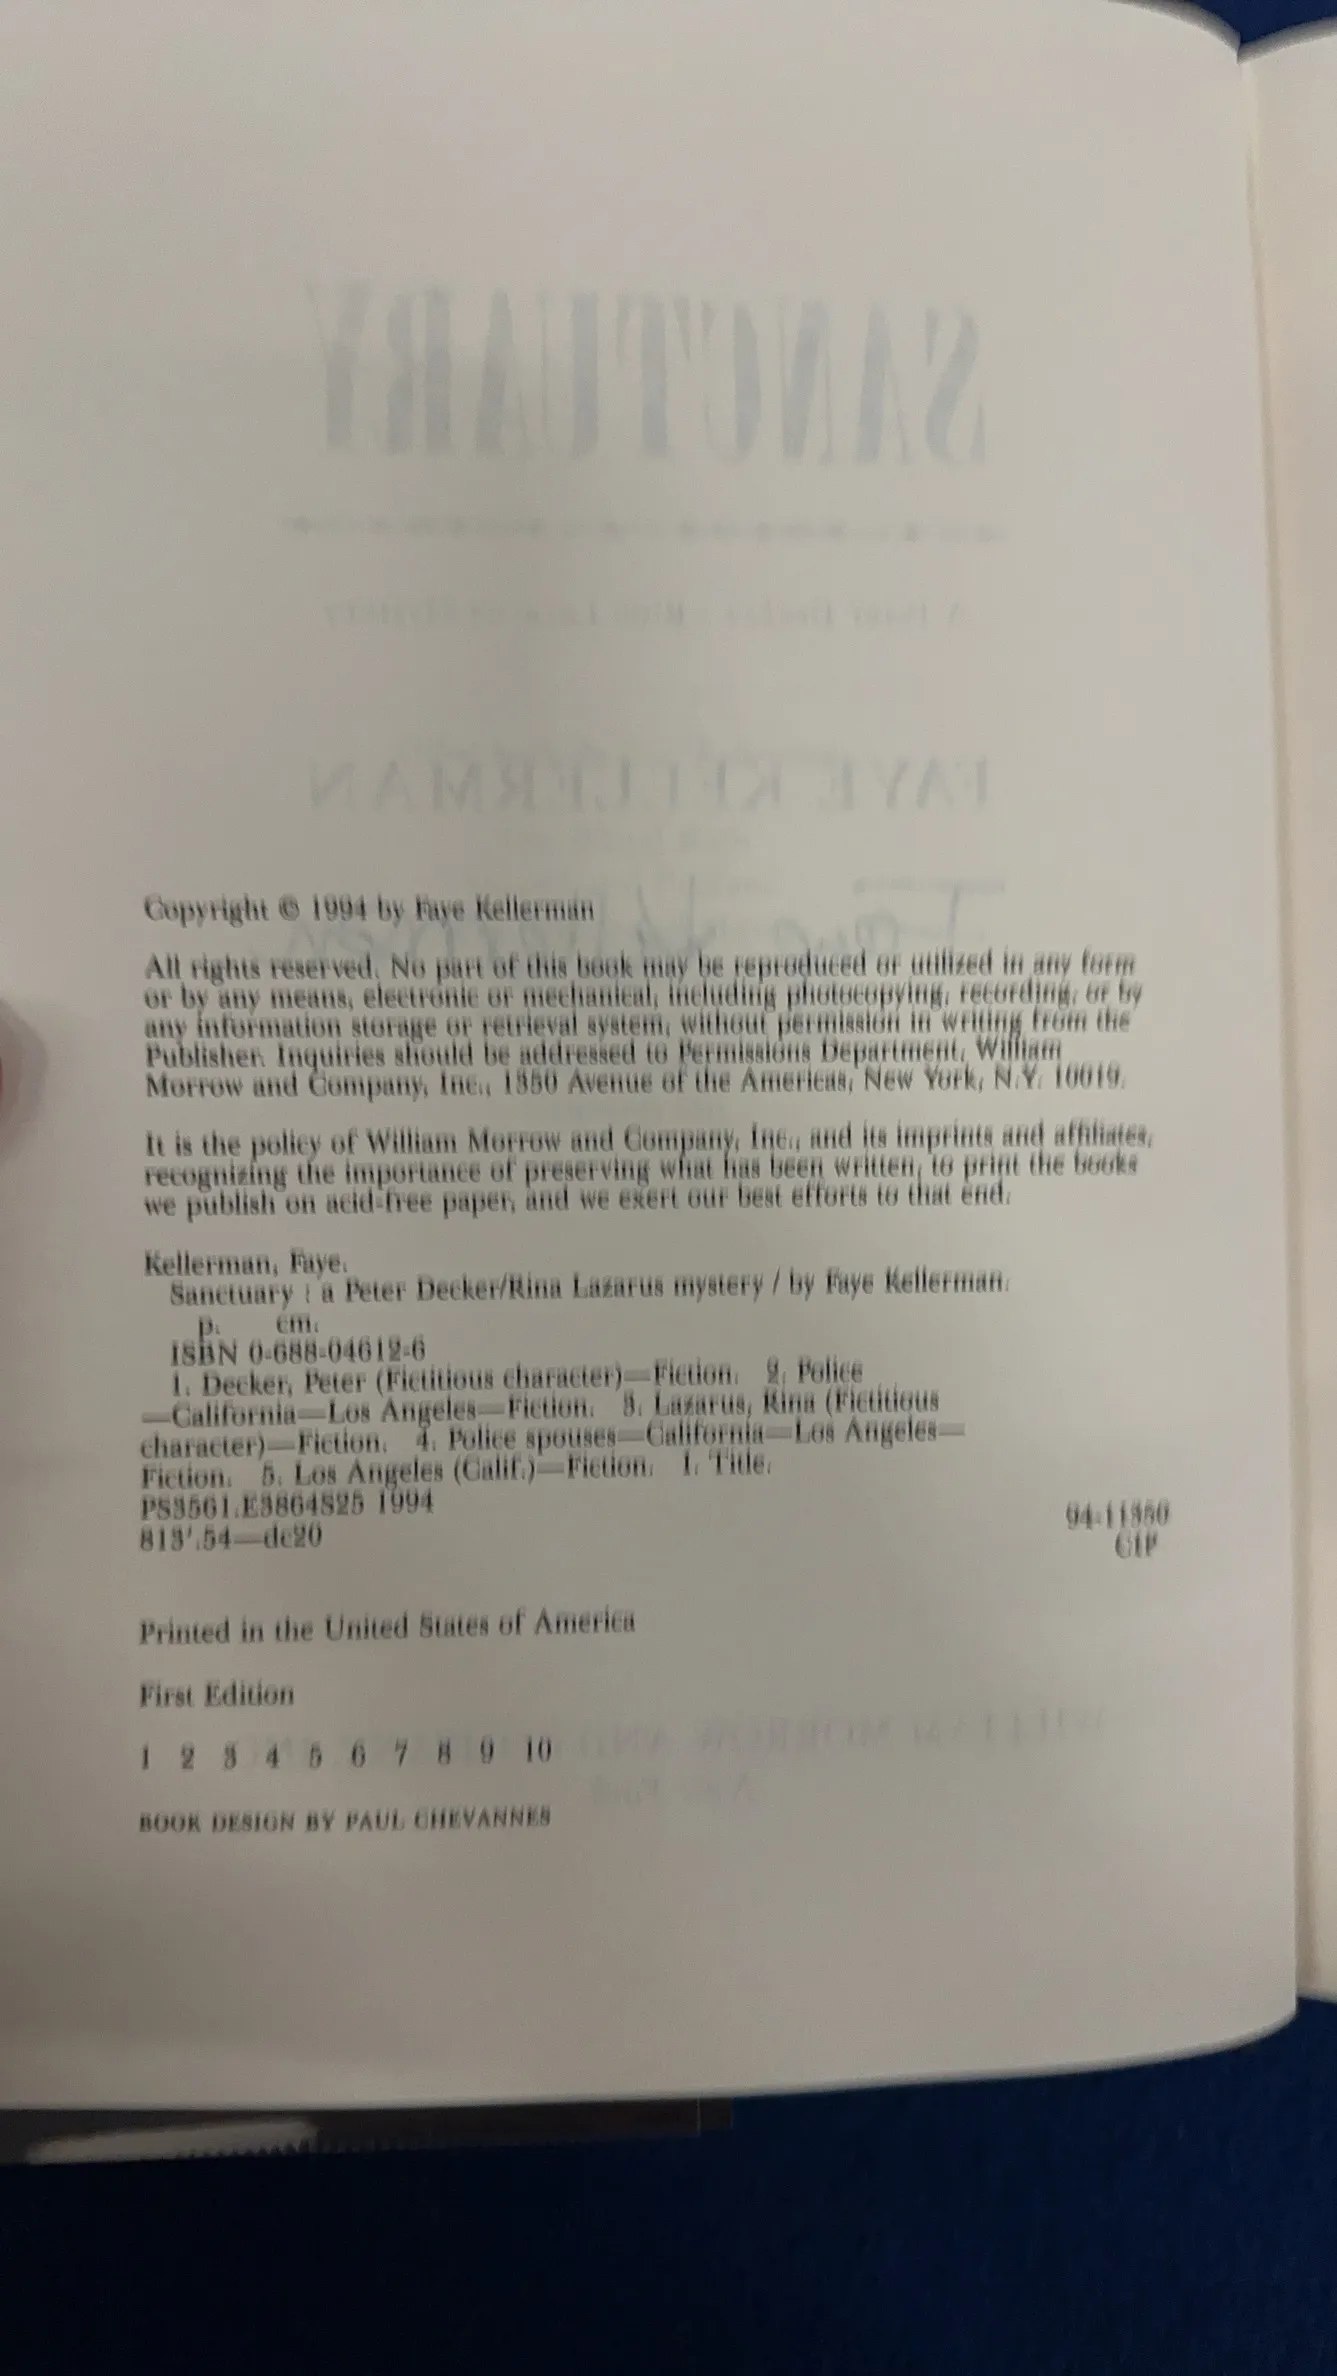 SANCTUARY
FAYE KELLERMAN
Copyright © 1994 by Faye Kellerman
All rights reserved. No part of this book may be reproduced or utilized in any form
or by any means, electronic or mechanical, including photocopying, recording, or by
any information storage or retrieval system, without permission in writing from the
Publisher. Inquiries should be addressed to Permissions Department, William
Morrow and Company, Inc., 1350 Avenue of the Americas, New York, N.Y. 10019.
It is the policy of William Morrow and Company, Inc., and its imprints and affiliates,
recognizing the importance of preserving what has been written, to print the books
we publish on acid-free paper, and we exert our best efforts to that end.
Kellerman, Faye.
Sanctuary : a Peter Decker/Rina Lazarus mystery / by Faye Kellerman.
p. cm.
ISBN 0-688-04612-6
1. Decker, Peter (Fictitious character)—Fiction. 2. Police
—California—Los Angeles—Fiction. 3. Lazarus, Rina (Fictitious
character)—Fiction. 4. Police spouses—California—Los Angeles—
Fiction. 5. Los Angeles (Calif.)—Fiction. I. Title.
PS3561.E3864S25 1994
813'.54—dc20
CIP
Printed in the United States of America
First Edition
1 2 3 4 5 6 7 8 9 10
BOOK DESIGN BY PAUL CHEVANNES